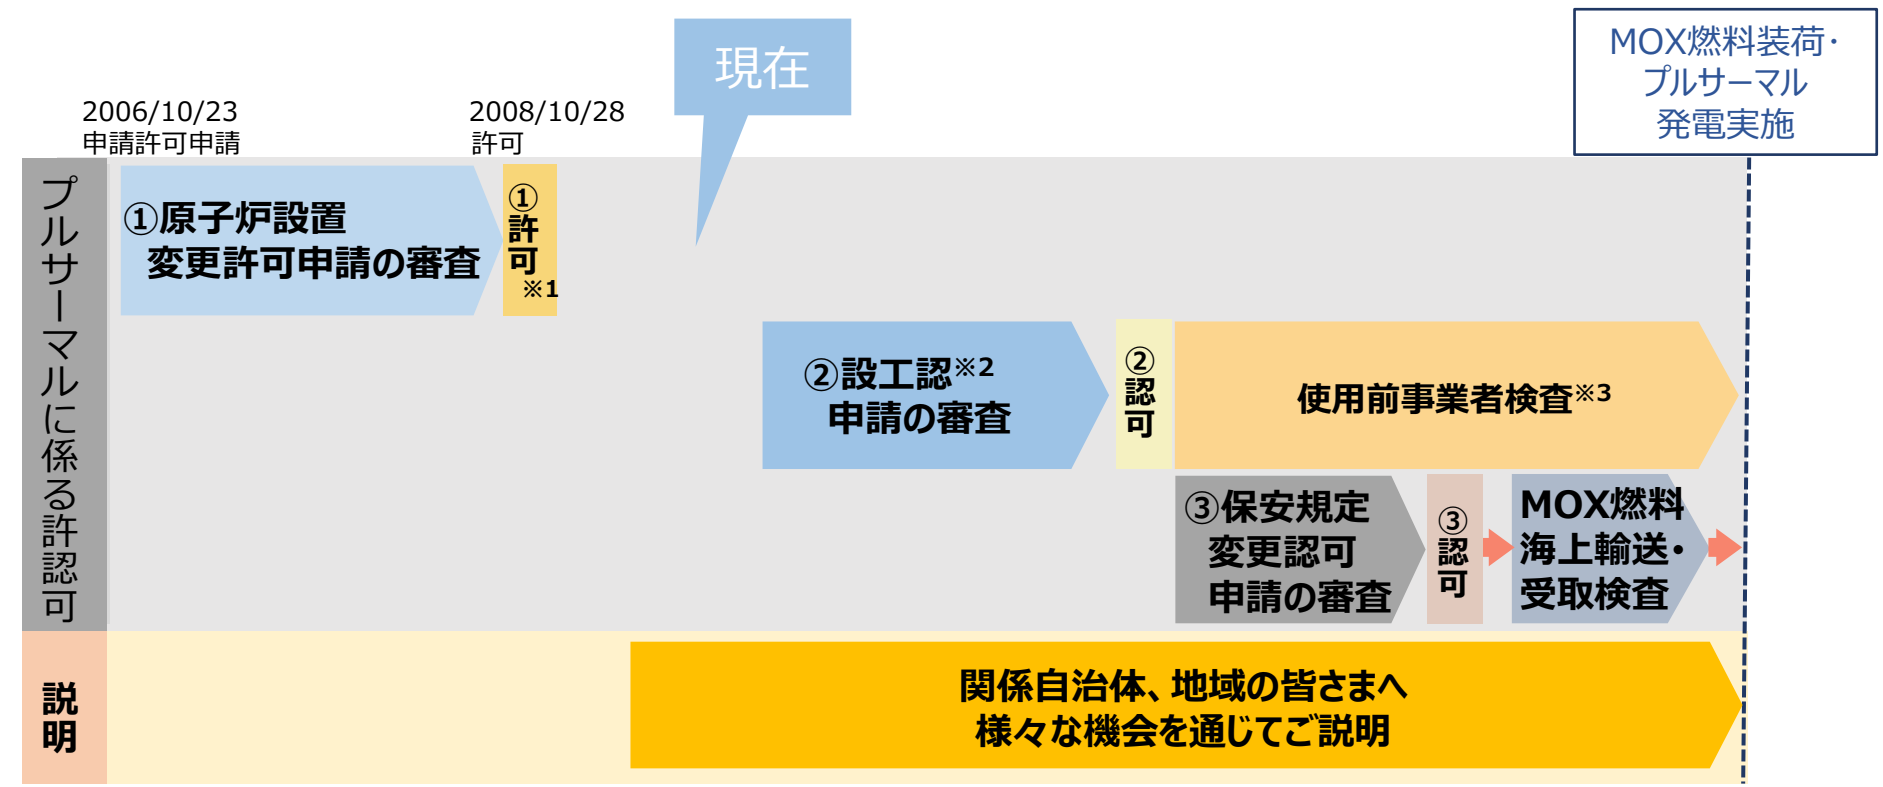 現在
MOX燃料装荷・
プルサーマル
発電実施
2006/10/23
申請許可申請
2008/10/28
許可
プルサーマルに係る許認可
①原子炉設置
変更許可申請の審査
①許可
※1
②設工認※2
申請の審査
②認可
使用前事業者検査※3
③保安規定
変更認可
申請の審査
③認可
MOX燃料
海上輸送・
受取検査
説明
関係自治体、地域の皆さまへ
様々な機会を通じてご説明